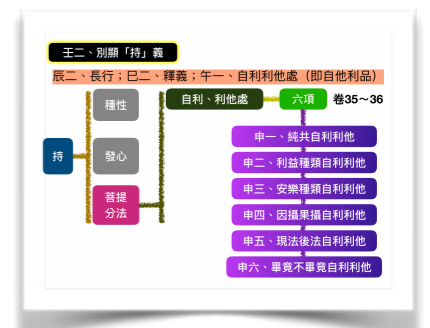 壬二、別顯「持」義
辰二、長行；巳二、釋義；午一、自利利他處（即自他利品）
種性
自利、利他處
六項
卷35～36
持
發心
菩提
分法
申一、純共自利利他
申二、利益種類自利利他
申三、安樂種類自利利他
申四、因攝果攝自利利他
申五、現法後法自利利他
申六、畢竟不畢竟自利利他